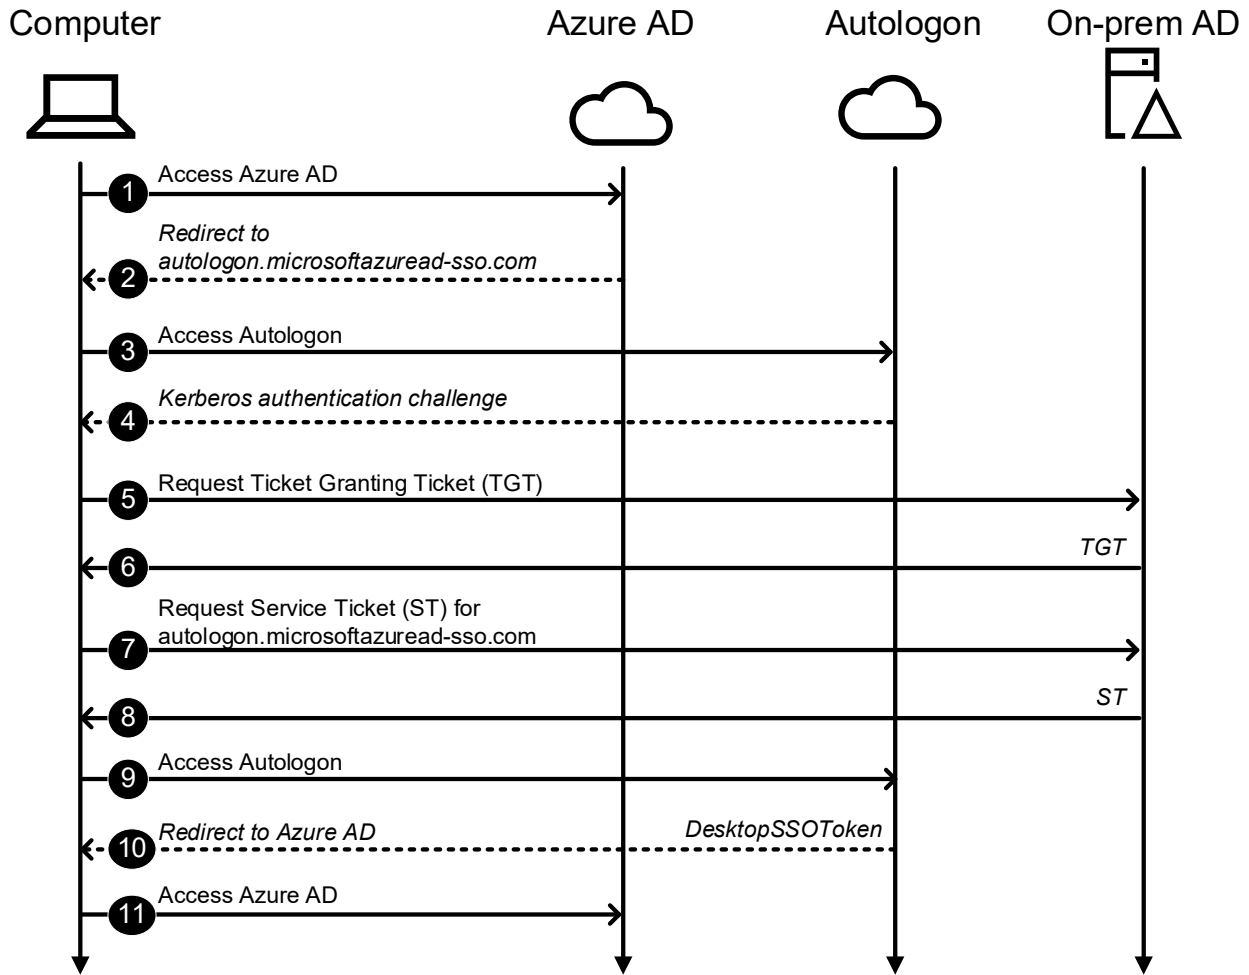 Computer
Azure AD
Autologon
On-prem AD
1
Access Azure AD
Redirect to
autologon.microsoftazuread-sso.com
2
Access Autologon
3
Kerberos authentication challenge
4
Request Ticket Granting Ticket (TGT)
5
TGT
6
Request Service Ticket (ST) for
autologon.microsoftazuread-sso.com
7
ST
8
Access Autologon
9
Redirect to Azure AD
DesktopSSOToken
10
Access Azure AD
11